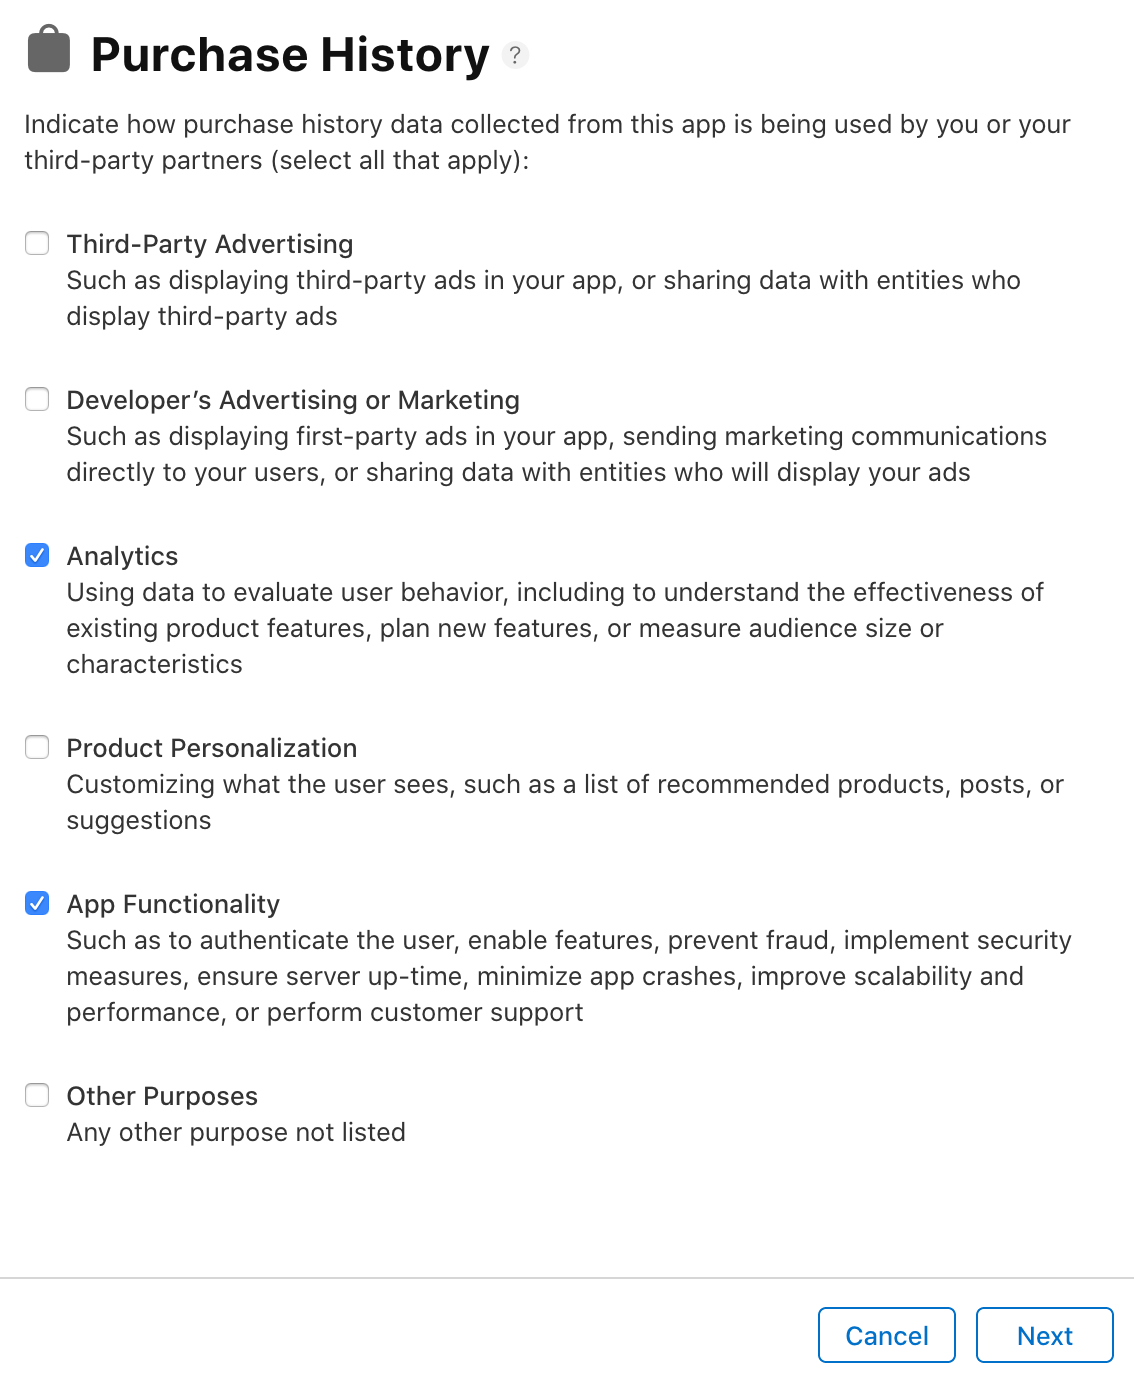 Purchase History ?
Indicate how purchase history data collected from this app is being used by you or your
third-party partners (select all that apply):
Third-Party Advertising
Such as displaying third-party ads in your app, or sharing data with entities who
display third-party ads
Developer’s Advertising or Marketing
Such as displaying first-party ads in your app, sending marketing communications
directly to your users, or sharing data with entities who will display your ads
Analytics
Using data to evaluate user behavior, including to understand the effectiveness of
existing product features, plan new features, or measure audience size or
characteristics
Product Personalization
Customizing what the user sees, such as a list of recommended products, posts, or
suggestions
App Functionality
Such as to authenticate the user, enable features, prevent fraud, implement security
measures, ensure server up-time, minimize app crashes, improve scalability and
performance, or perform customer support
Other Purposes
Any other purpose not listed
Cancel Next